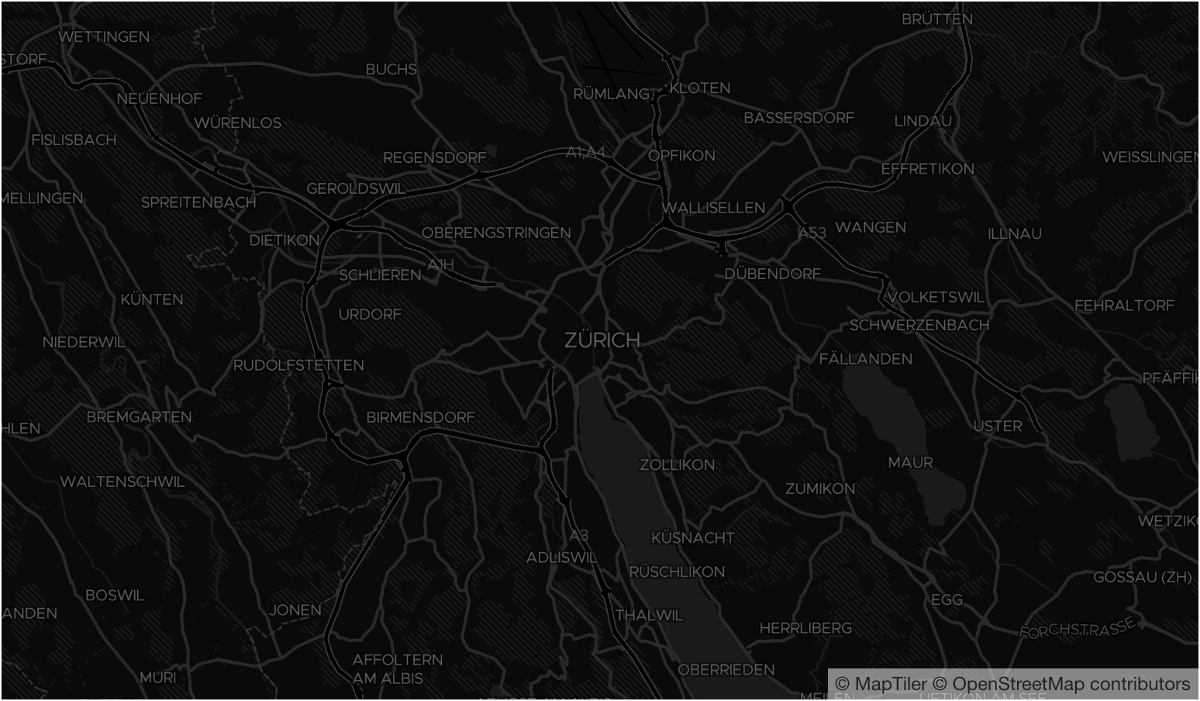 BRÜTTEN
WETTINGEN
STORF
BUCHS
KLOTEN
RÜMLANG
NEUENHOF
BASSERSDORF
LINDAU
WÜRENLOS
FISLISBACH
A1;A4
REGENSDORF
OPFIKON
WEISSLINGEN
EFFRETIKON
GEROLDSWIL
MELLINGEN
SPREITENBACH
WALLISELLEN
WANGEN
A53
OBERENGSTRINGEN
ILLNAU
DIETIKON
A1H
SCHLIEREN
DÜBENDORF
KÜNTEN
VOLKETSWIL
FEHRALTORF
URDORF
SCHWERZENBACH
ZÜRICH
NIEDERWIL
FÄLLANDEN
RUDOLFSTETTEN
PFÄFFIK
BREMGARTEN
BIRMENSDORF
HLEN
USTER
MAUR
ZOLLIKON
WALTENSCHWIL
ZUMIKON
WETZIK
A3
KÜSNACHT
ADLISWIL
RÜSCHLIKON
GOSSAU (ZH)
BOSWIL
EGG
JONEN
ANDEN
THALWIL
HERRLIBERG
FORCHSTRASSE
AFFOLTERN
AM ALBIS
OBERRIEDEN
MURI
© MapTiler © OpenStreetMap contributors